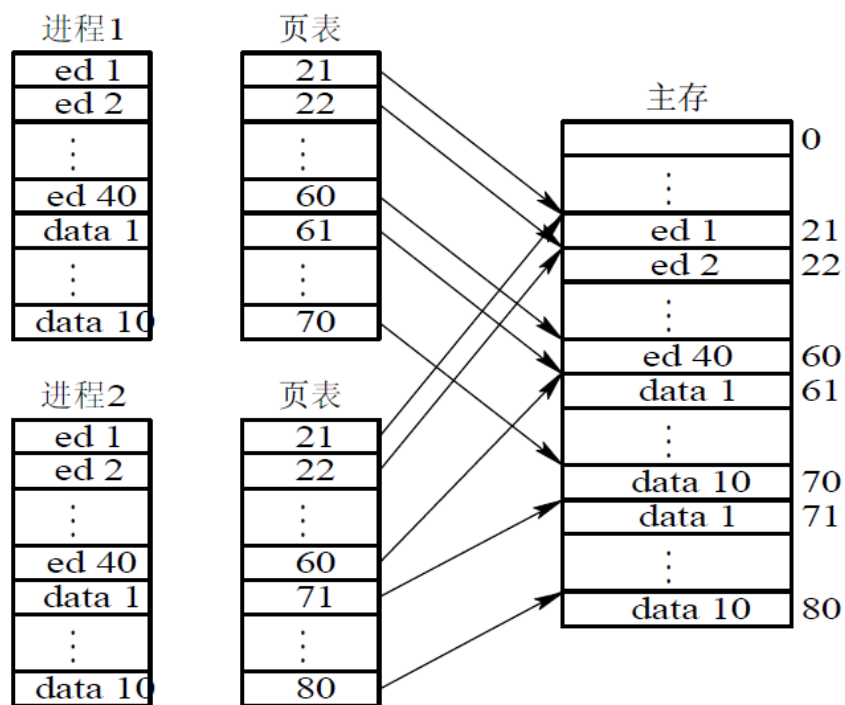 进程1
ed 1
ed 2
⋮
ed 40
data 1
⋮
data 10
页表
21
22
⋮
60
61
⋮
70
主存
0
⋮
ed 1 21
ed 2 22
⋮
ed 40 60
data 1 61
⋮
data 10 70
data 1 71
⋮
data 10 80
进程2
ed 1
ed 2
⋮
ed 40
data 1
⋮
data 10
页表
21
22
⋮
60
71
⋮
80